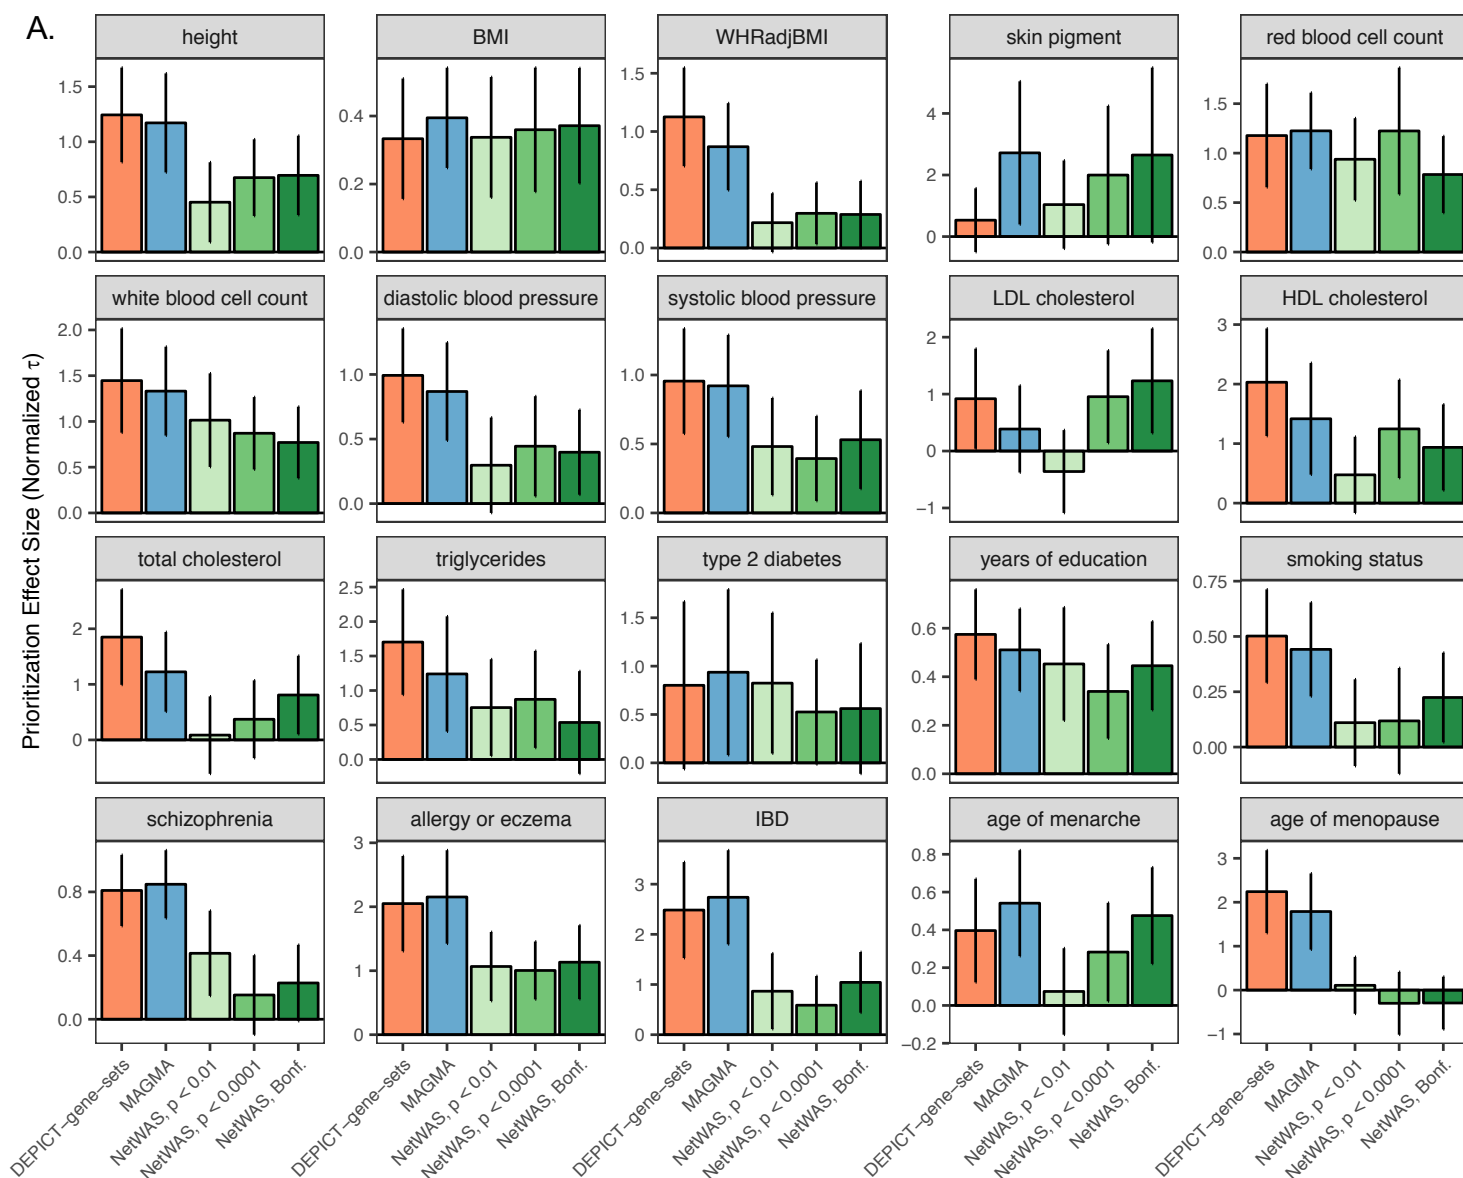 A.
Prioritization Effect Size (Normalized τ)
height BMI WHRadjBMI skin pigment red blood cell count
1.5 1.0 0.5 0.0
0.4 0.2 0.0
1.5 1.0 0.5 0.0
4 2 0
1.5 1.0 0.5 0.0
white blood cell count diastolic blood pressure systolic blood pressure LDL cholesterol HDL cholesterol
2.0 1.5 1.0 0.5 0.0
1.0 0.5 0.0
1.0 0.5 0.0
2 1 0 −1
3 2 1 0
total cholesterol triglycerides type 2 diabetes years of education smoking status
2 1 0
2.5 2.0 1.5 1.0 0.5 0.0
1.5 1.0 0.5 0.0
0.6 0.4 0.2 0.0
0.75 0.50 0.25 0.00
schizophrenia allergy or eczema IBD age of menarche age of menopause
0.8 0.4 0.0
3 2 1 0
3 2 1 0
0.8 0.6 0.4 0.2 0.0 −0.2
3 2 1 0 −1
DEPICT−gene−sets
MAGMA
NetWAS, p < 0.01
NetWAS, p < 0.0001
NetWAS, Bonf.
DEPICT−gene−sets
MAGMA
NetWAS, p < 0.01
NetWAS, p < 0.0001
NetWAS, Bonf.
DEPICT−gene−sets
MAGMA
NetWAS, p < 0.01
NetWAS, p < 0.0001
NetWAS, Bonf.
DEPICT−gene−sets
MAGMA
NetWAS, p < 0.01
NetWAS, p < 0.0001
NetWAS, Bonf.
DEPICT−gene−sets
MAGMA
NetWAS, p < 0.01
NetWAS, p < 0.0001
NetWAS, Bonf.